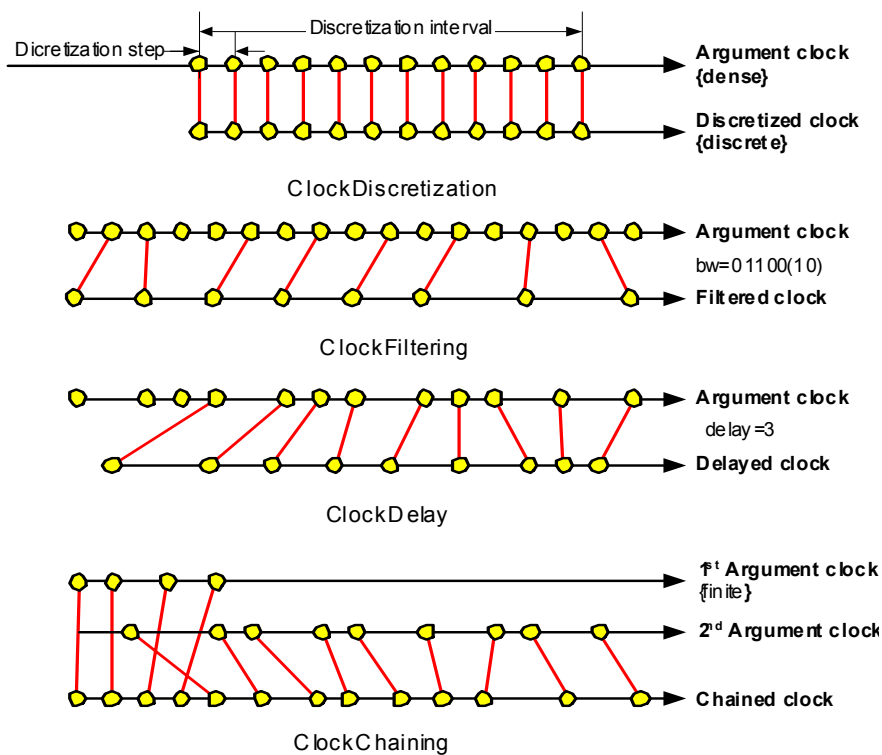 Discretization interval
Dicretization step
Argument clock
{dense}
Discretized clock
{discrete}
ClockDiscretization
Argument clock
bw=01100(10)
Filtered clock
ClockFiltering
Argument clock
delay=3
Delayed clock
ClockDelay
1st Argument clock
{finite}
2nd Argument clock
Chained clock
ClockChaining